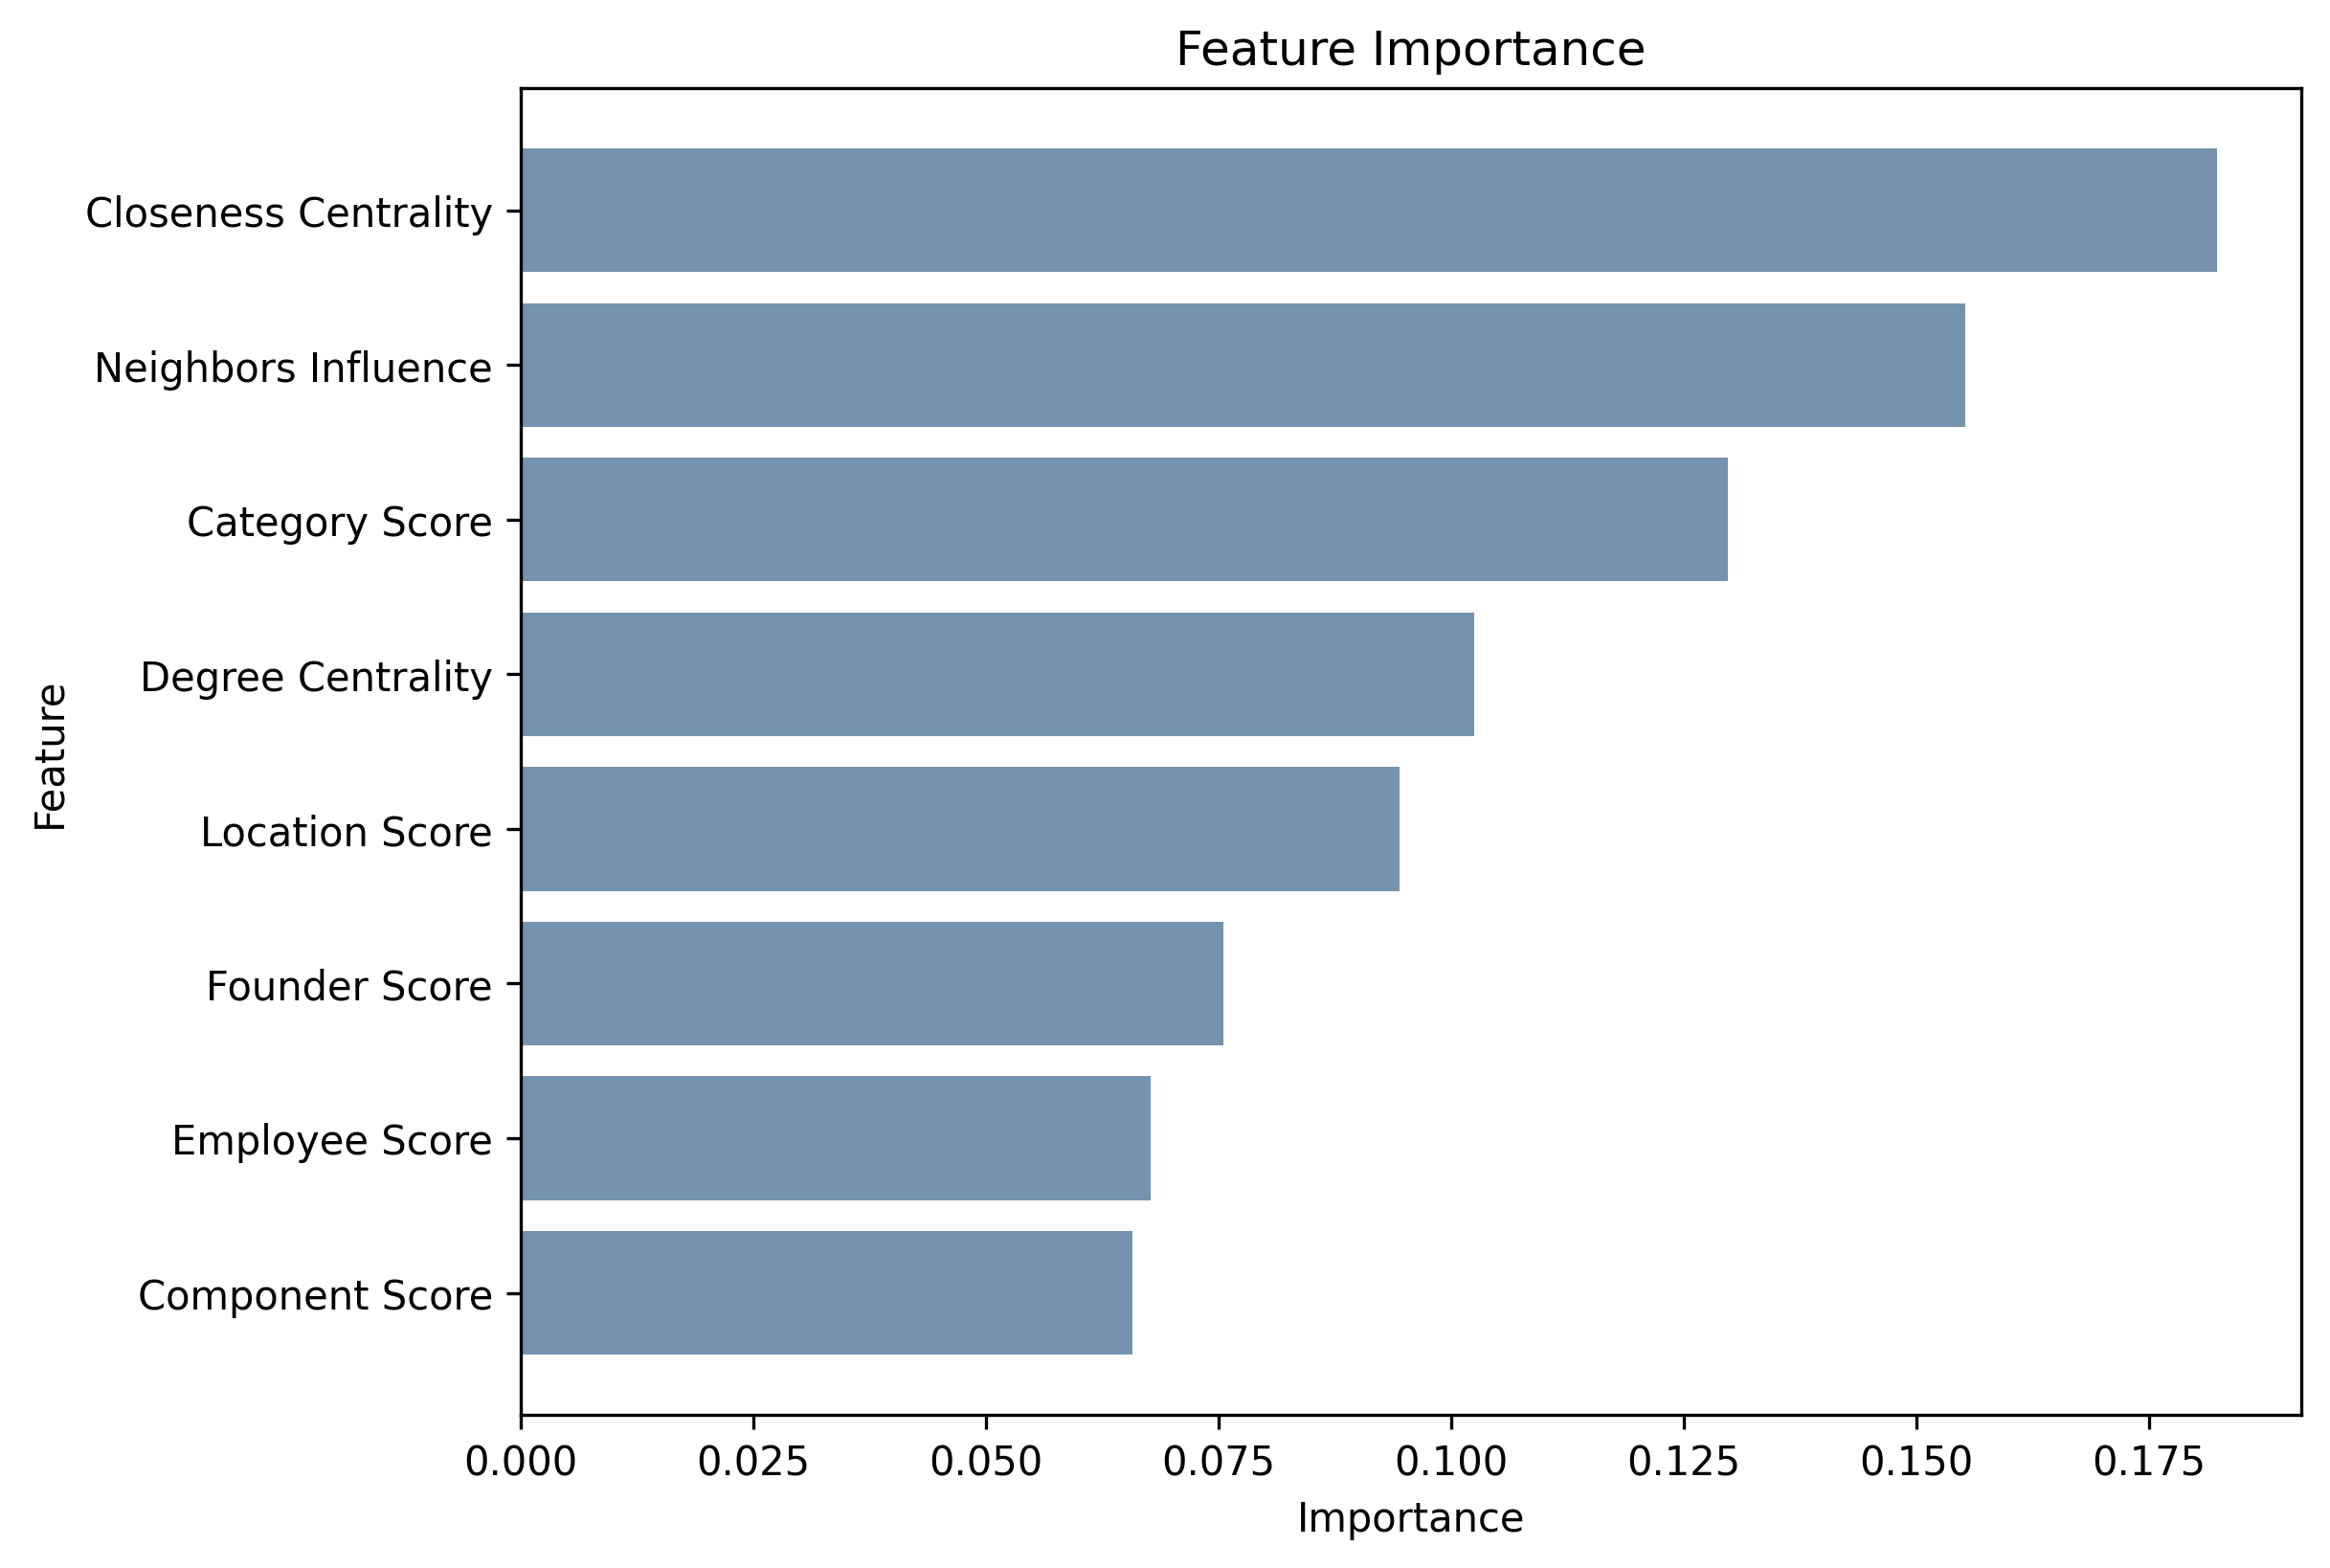 Feature Importance
Closeness Centrality
Neighbors Influence
Category Score
Degree Centrality
Location Score
Founder Score
Employee Score
Component Score
Feature
0.000 0.025 0.050 0.075 0.100 0.125 0.150 0.175
Importance